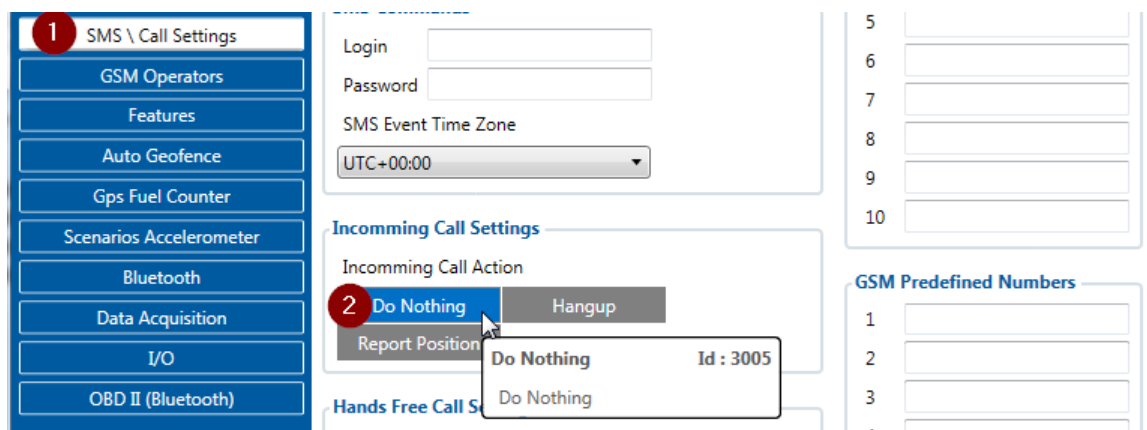 1
SMS \ Call Settings
GSM Operators
Features
Auto Geofence
Gps Fuel Counter
Scenarios Accelerometer
Bluetooth
Data Acquisition
I/O
OBD II (Bluetooth)
Login
Password
SMS Event Time Zone
UTC+00:00
Incomming Call Settings
Incomming Call Action
2
Do Nothing
Hangup
Report Position
Do Nothing Id : 3005
Do Nothing
Hands Free Call
5
6
7
8
9
10
GSM Predefined Numbers
1
2
3